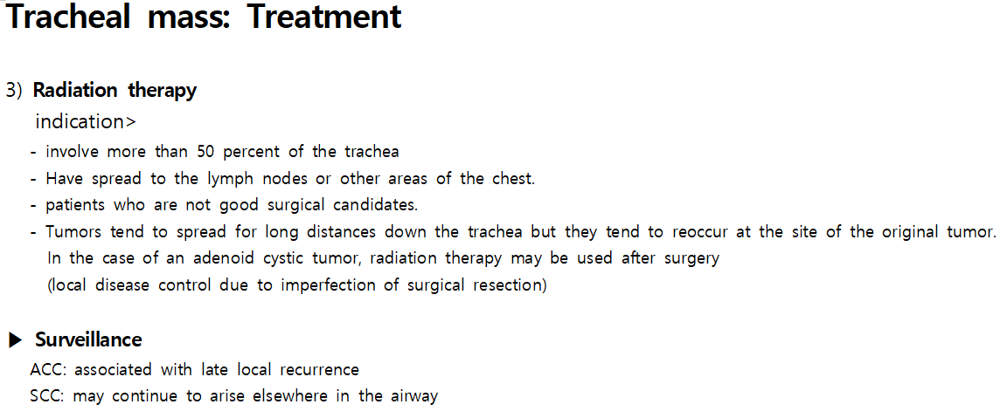 Tracheal mass: Treatment
3) Radiation therapy
indication>
- involve more than 50 percent of the trachea
- Have spread to the lymph nodes or other areas of the chest.
- patients who are not good surgical candidates.
- Tumors tend to spread for long distances down the trachea but they tend to reoccur at the site of the original tumor.
In the case of an adenoid cystic tumor, radiation therapy may be used after surgery
(local disease control due to imperfection of surgical resection)
▶ Surveillance
ACC: associated with late local recurrence
SCC: may continue to arise elsewhere in the airway